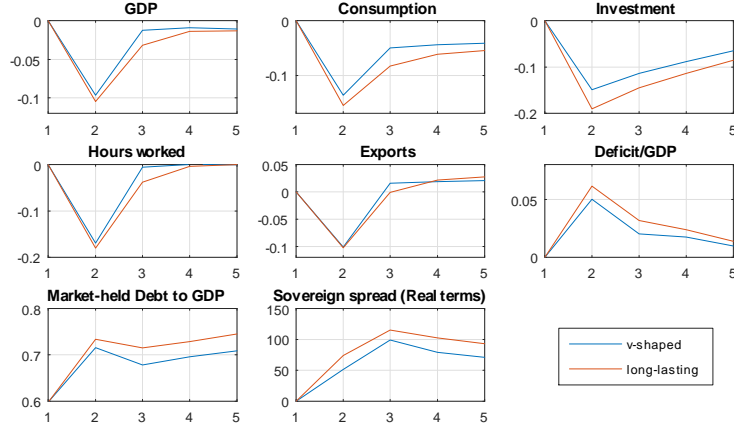 GDP
0
-0.05
-0.1
1 2 3 4 5
Consumption
0
-0.1
1 2 3 4 5
Investment
0
-0.1
-0.2
1 2 3 4 5
Hours worked
0
-0.1
-0.2
1 2 3 4 5
Exports
0.05
0
-0.05
-0.1
1 2 3 4 5
Deficit/GDP
0.05
0
1 2 3 4 5
Market-held Debt to GDP
0.8
0.7
0.6
1 2 3 4 5
Sovereign spread (Real terms)
150
100
50
0
1 2 3 4 5
v-shaped
long-lasting